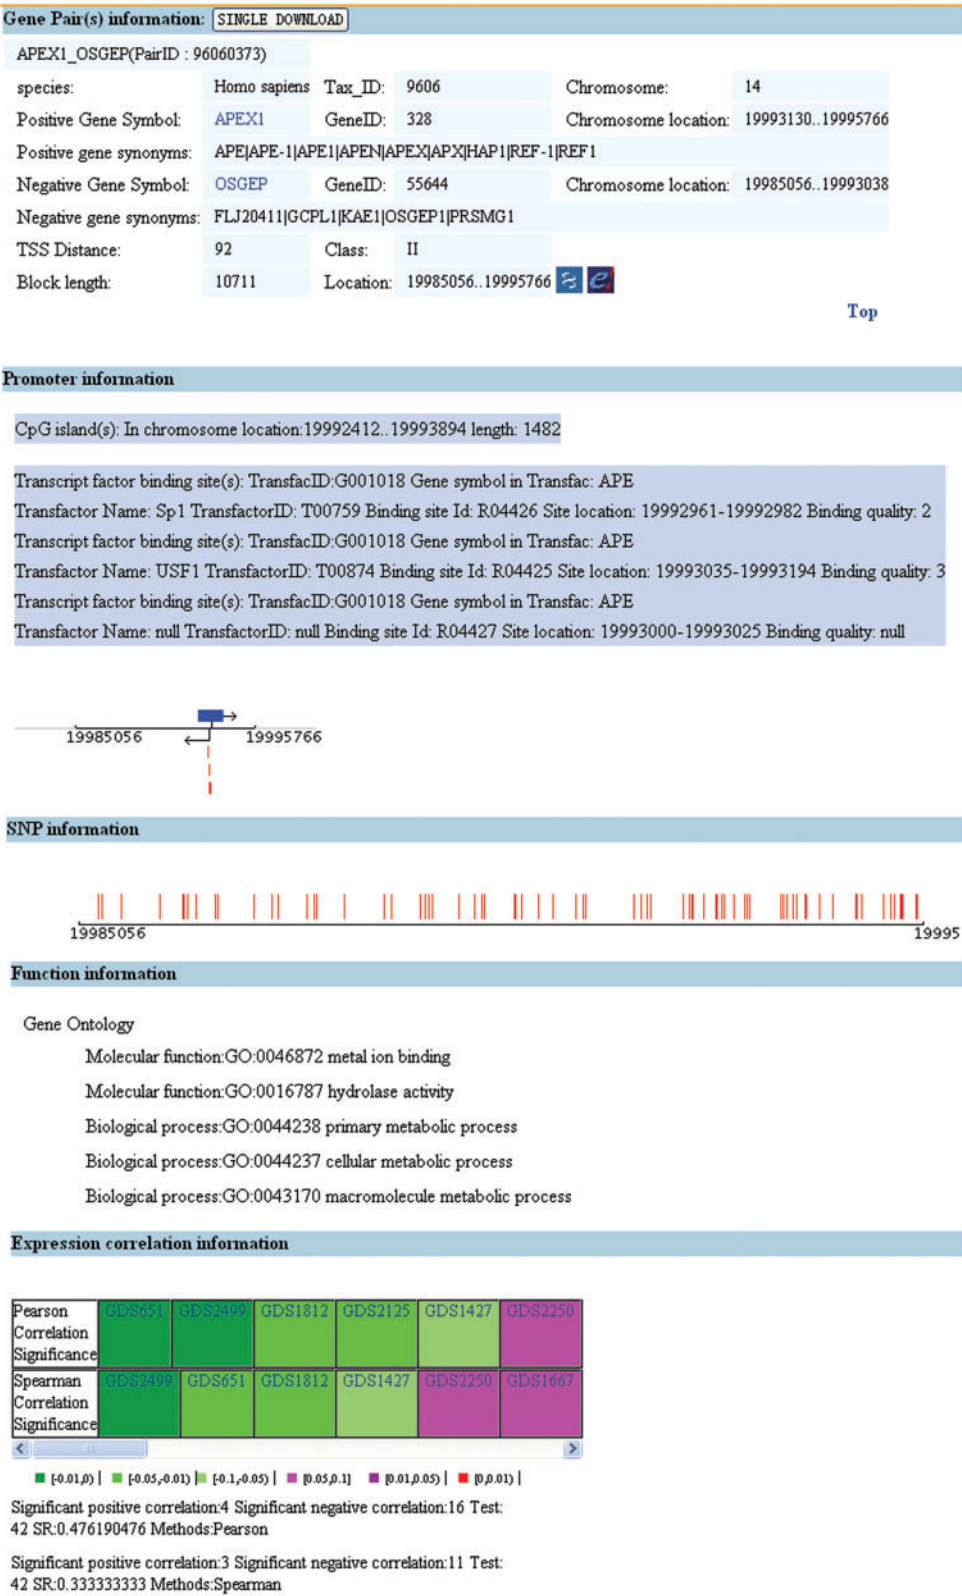 Gene Pair(s) information: SINGLE DOWNLOAD
APEX1_OSGEP(PairID : 96060373)
species: Homo sapiens Tax_ID: 9606 Chromosome: 14
Positive Gene Symbol: APEX1 GeneID: 328 Chromosome location: 19993130..19995766
Positive gene synonyms: APE|APE-1|APE1|APEN|APEX|APX|HAP1|REF-1|REF1
Negative Gene Symbol: OSGEP GeneID: 55644 Chromosome location: 19985056..19993038
Negative gene synonyms: FLJ20411|GCPL1|KAE1|OSGEP1|PRSMG1
TSS Distance: 92 Class: II
Block length: 10711 Location: 19985056..19995766
Top
Promoter information
CpG island(s): In chromosome location:19992412..19993894 length: 1482
Transcript factor binding site(s): TransfacID:G001018 Gene symbol in Transfac: APE
Transfactor Name: Sp1 TransfactorID: T00759 Binding site Id: R04426 Site location: 19992961-19992982 Binding quality: 2
Transcript factor binding site(s): TransfacID:G001018 Gene symbol in Transfac: APE
Transfactor Name: USF1 TransfactorID: T00874 Binding site Id: R04425 Site location: 19993035-19993194 Binding quality: 3
Transcript factor binding site(s): TransfacID:G001018 Gene symbol in Transfac: APE
Transfactor Name: null TransfactorID: null Binding site Id: R04427 Site location: 19993000-19993025 Binding quality: null
19985056 19995766
SNP information
19985056 19995
Function information
Gene Ontology
Molecular function:GO:0046872 metal ion binding
Molecular function:GO:0016787 hydrolase activity
Biological process:GO:0044238 primary metabolic process
Biological process:GO:0044237 cellular metabolic process
Biological process:GO:0043170 macromolecule metabolic process
Expression correlation information
Pearson Correlation Significance GDS651 GDS2499 GDS1812 GDS2125 GDS1427 GDS2250
Spearman Correlation Significance GDS2499 GDS651 GDS1812 GDS1427 GDS2250 GDS1667
[-0.01,0) | [-0.05,-0.01) | [-0.1,-0.05) | [0.05,0.1] | [0.01,0.05) | [0,0.01) |
Significant positive correlation:4 Significant negative correlation:16 Test:
42 SR:0.476190476 Methods:Pearson
Significant positive correlation:3 Significant negative correlation:11 Test:
42 SR:0.333333333 Methods:Spearman